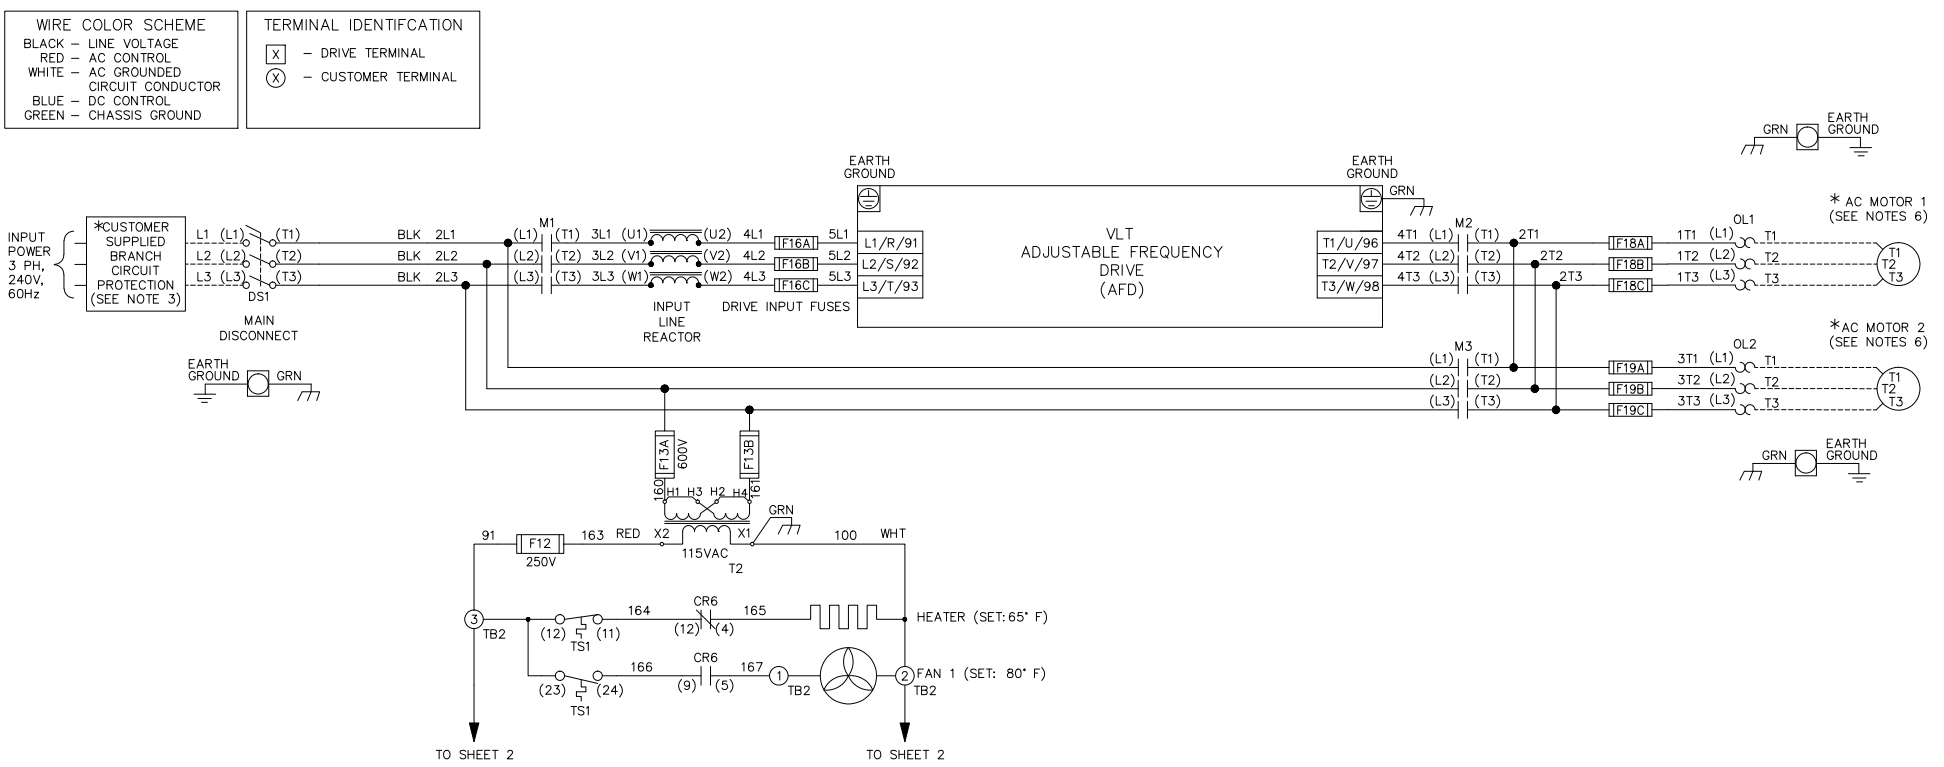 WIRE COLOR SCHEME
BLACK – LINE VOLTAGE
RED – AC CONTROL
WHITE – AC GROUNDED
CIRCUIT CONDUCTOR
BLUE – DC CONTROL
GREEN – CHASSIS GROUND
TERMINAL IDENTIFCATION
X – DRIVE TERMINAL
X – CUSTOMER TERMINAL
GRN
EARTH
GROUND
INPUT
POWER
3 PH,
240V,
60Hz
*CUSTOMER
SUPPLIED
BRANCH
CIRCUIT
PROTECTION
(SEE NOTE 3)
L1 (L1) (T1) BLK 2L1 (L1) M1 (T1) 3L1 (U1) (U2) 4L1 F16A 5L1 L1/R/91
L2 (L2) (T2) BLK 2L2 (L2) (T2) 3L2 (V1) (V2) 4L2 F16B 5L2 L2/S/92
L3 (L3) (T3) BLK 2L3 (L3) (T3) 3L3 (W1) (W2) 4L3 F16C 5L3 L3/T/93
DS1
MAIN
DISCONNECT
INPUT
LINE
REACTOR
DRIVE INPUT FUSES
EARTH
GROUND
VLT
ADJUSTABLE FREQUENCY
DRIVE
(AFD)
EARTH
GROUND
GRN
T1/U/96 4T1 (L1) M2 (T1) 2T1 F18A 1T1 (L1) OL1 T1
T2/V/97 4T2 (L2) (T2) 2T2 F18B 1T2 (L2) T2
T3/W/98 4T3 (L3) (T3) 2T3 F18C 1T3 (L3) T3
* AC MOTOR 1
(SEE NOTES 6)
T1
T2
T3
EARTH
GROUND GRN
(L1) M3 (T1) F19A 3T1 (L1) OL2 T1
(L2) (T2) F19B 3T2 (L2) T2
(L3) (T3) F19C 3T3 (L3) T3
*AC MOTOR 2
(SEE NOTES 6)
T1
T2
T3
GRN
EARTH
GROUND
F13A
600V
F13B
160
H1 H3 H2 H4
161
GRN
91 F12 163 RED X2 X1 100 WHT
250V
115VAC
T2
3
TB2
(12) (11)
TS1
164
CR6
(12) (4)
165
HEATER (SET:65° F)
(23) (24)
TS1
166
CR6
(9) (5)
167
1
TB2
2
TB2
FAN 1 (SET: 80° F)
TO SHEET 2
TO SHEET 2